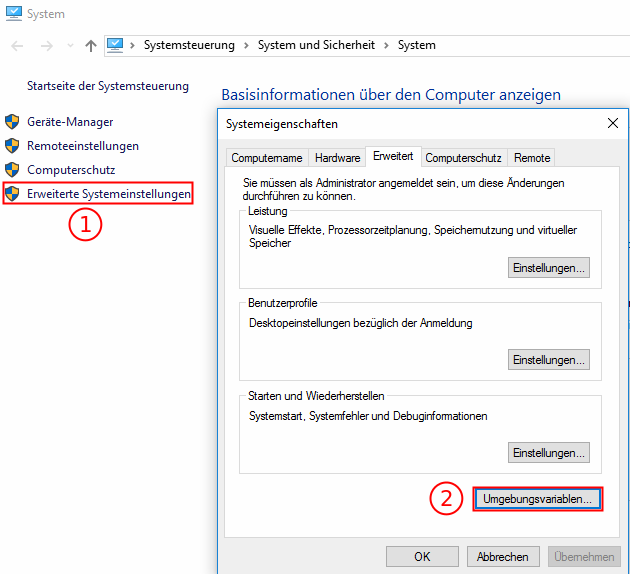 System
Systemsteuerung > System und Sicherheit > System
Startseite der Systemsteuerung
Geräte-Manager
Remoteeinstellungen
Computerschutz
Erweiterte Systemeinstellungen
1
Basisinformationen über den Computer anzeigen
Systemeigenschaften
Computername Hardware Erweitert Computerschutz Remote
Sie müssen als Administrator angemeldet sein, um diese Änderungen
durchführen zu können.
Leistung
Visuelle Effekte, Prozessorzeitplanung, Speichernutzung und virtueller
Speicher
Einstellungen...
Benutzerprofile
Desktopeinstellungen bezüglich der Anmeldung
Einstellungen...
Starten und Wiederherstellen
Systemstart, Systemfehler und Debuginformationen
Einstellungen...
2
Umgebungsvariablen...
OK Abbrechen Übernehmen